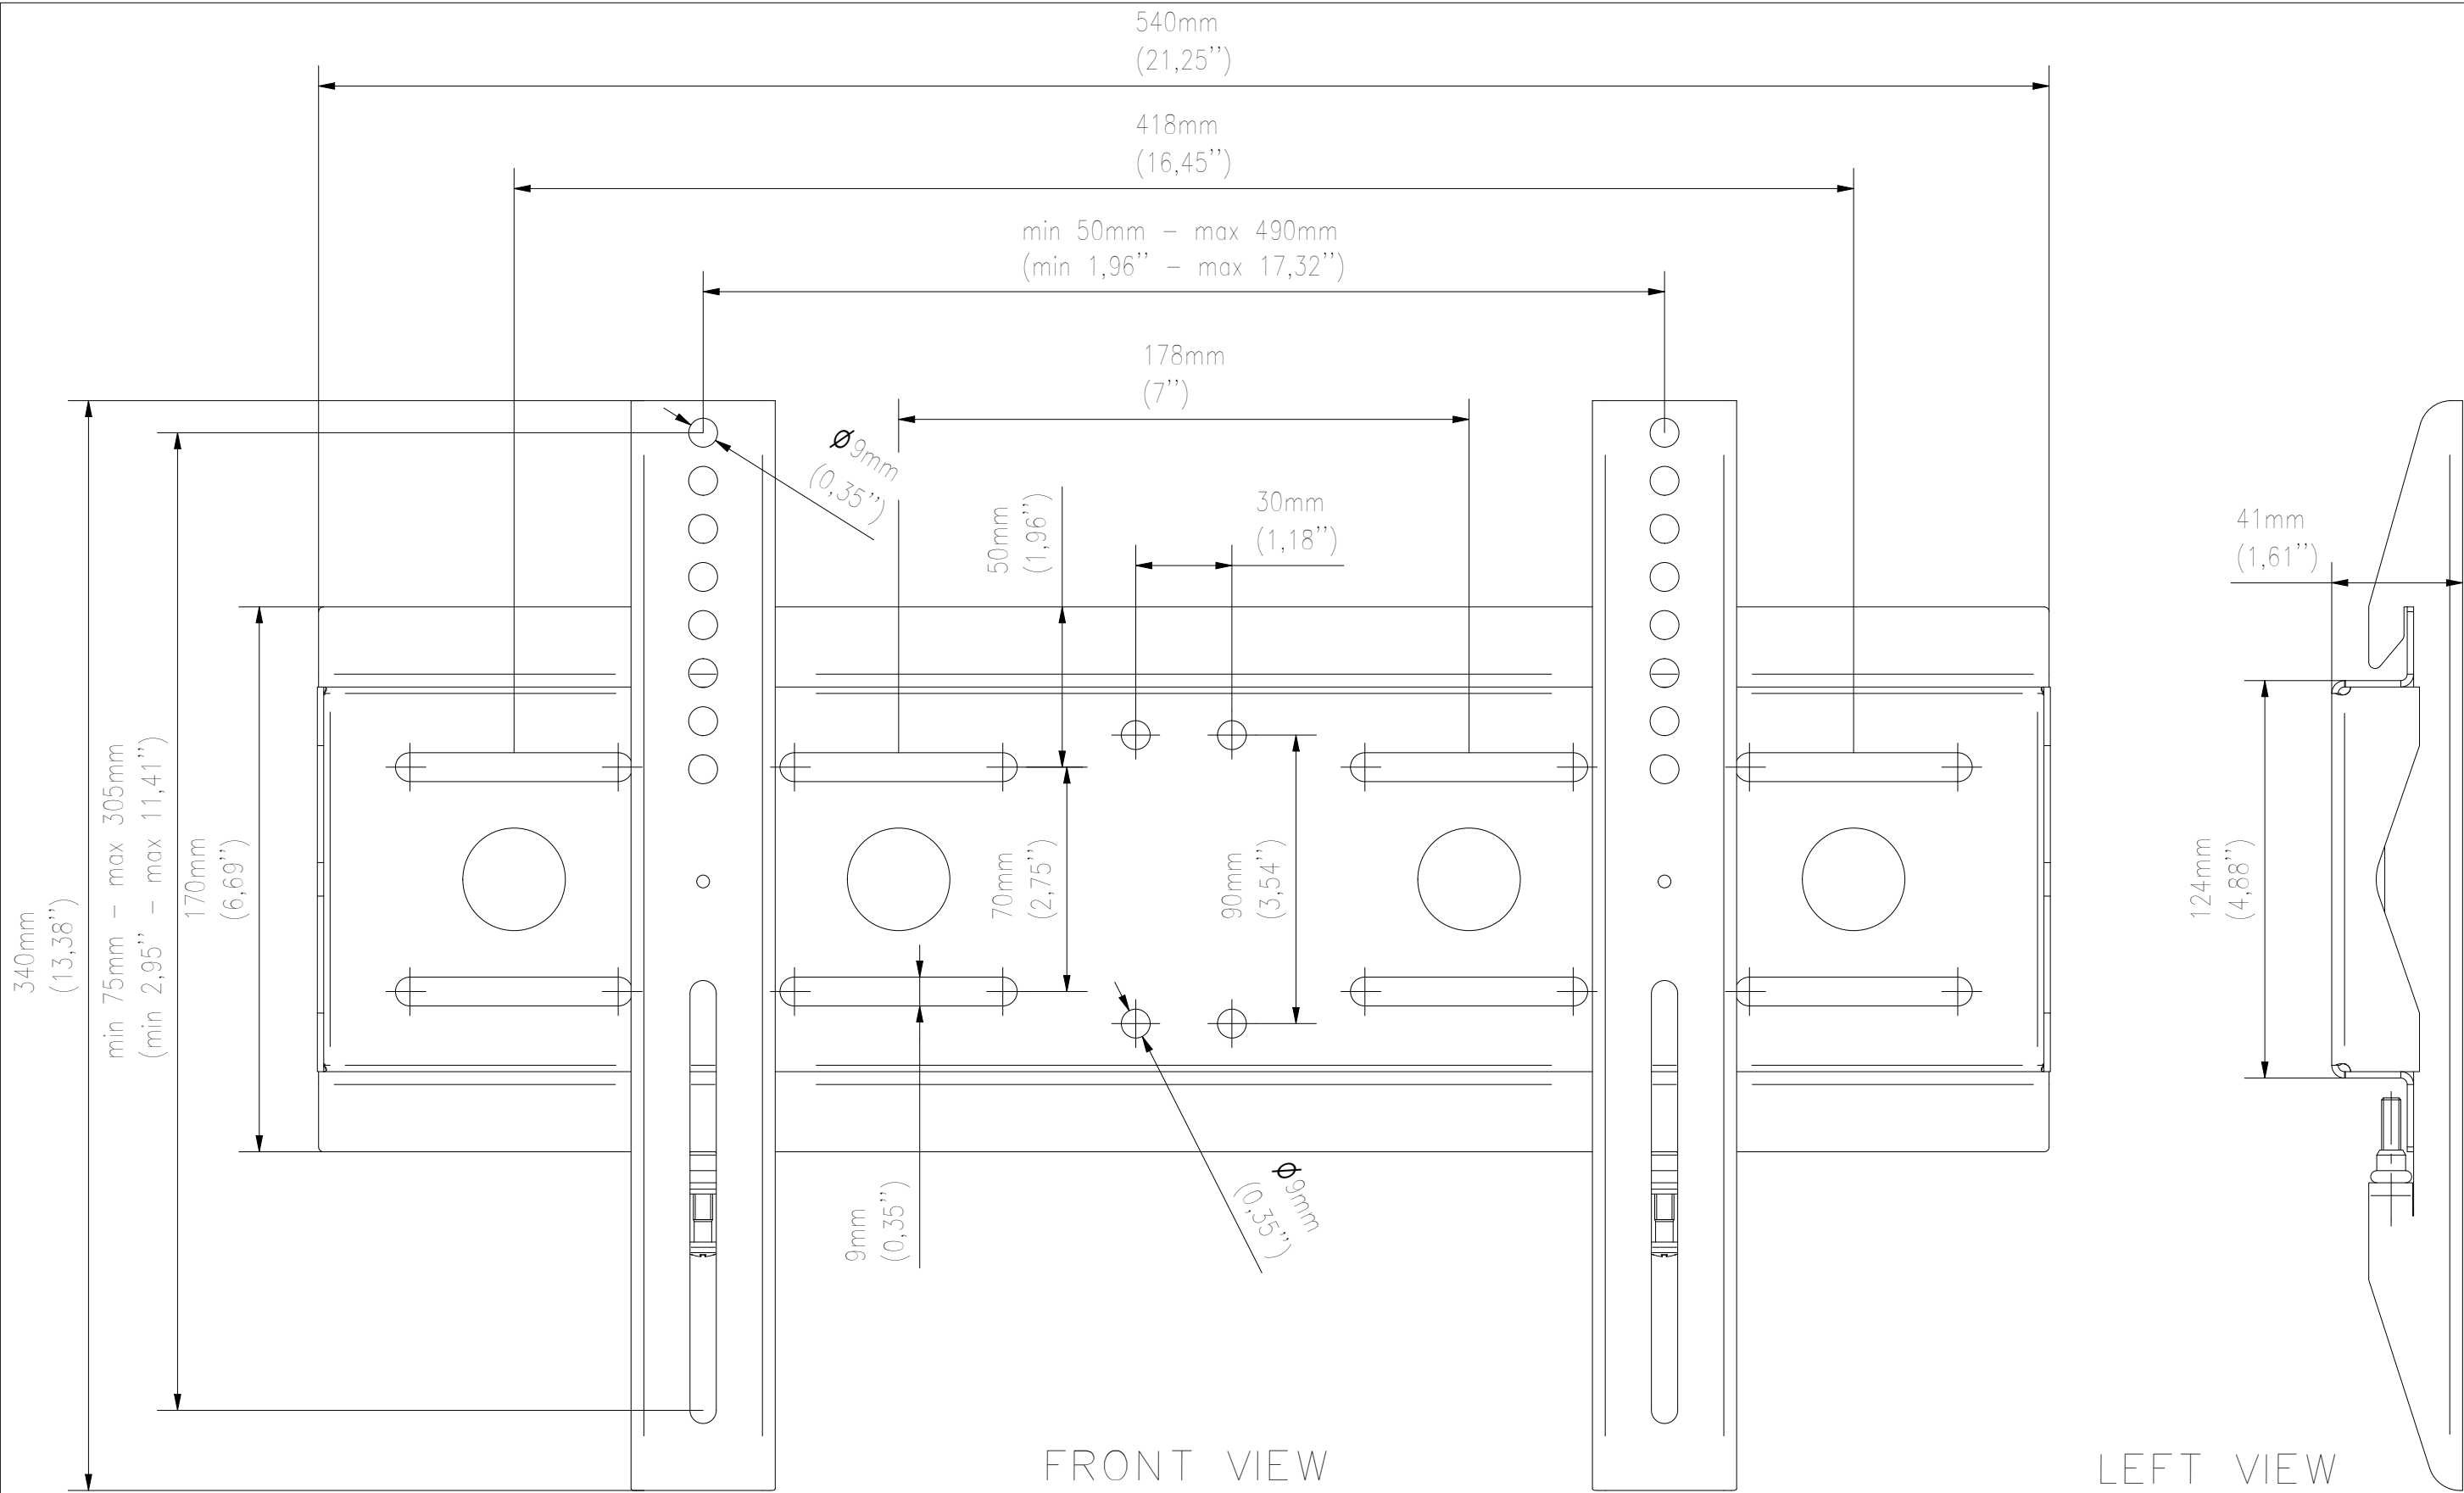 540mm
(21,25'')
418mm
(16,45'')
min 50mm - max 490mm
(min 1,96'' - max 17,32'')
178mm
(7'')
Ø9mm
(0,35'')
50mm
(1,96'')
30mm
(1,18'')
41mm
(1,61'')
340mm
(13,38'')
min 75mm - max 305mm
(min 2,95'' - max 11,41'')
170mm
(6,69'')
70mm
(2,75'')
90mm
(3,54'')
124mm
(4,88'')
9mm
(0,35'')
Ø9mm
(0,35'')
FRONT VIEW
LEFT VIEW